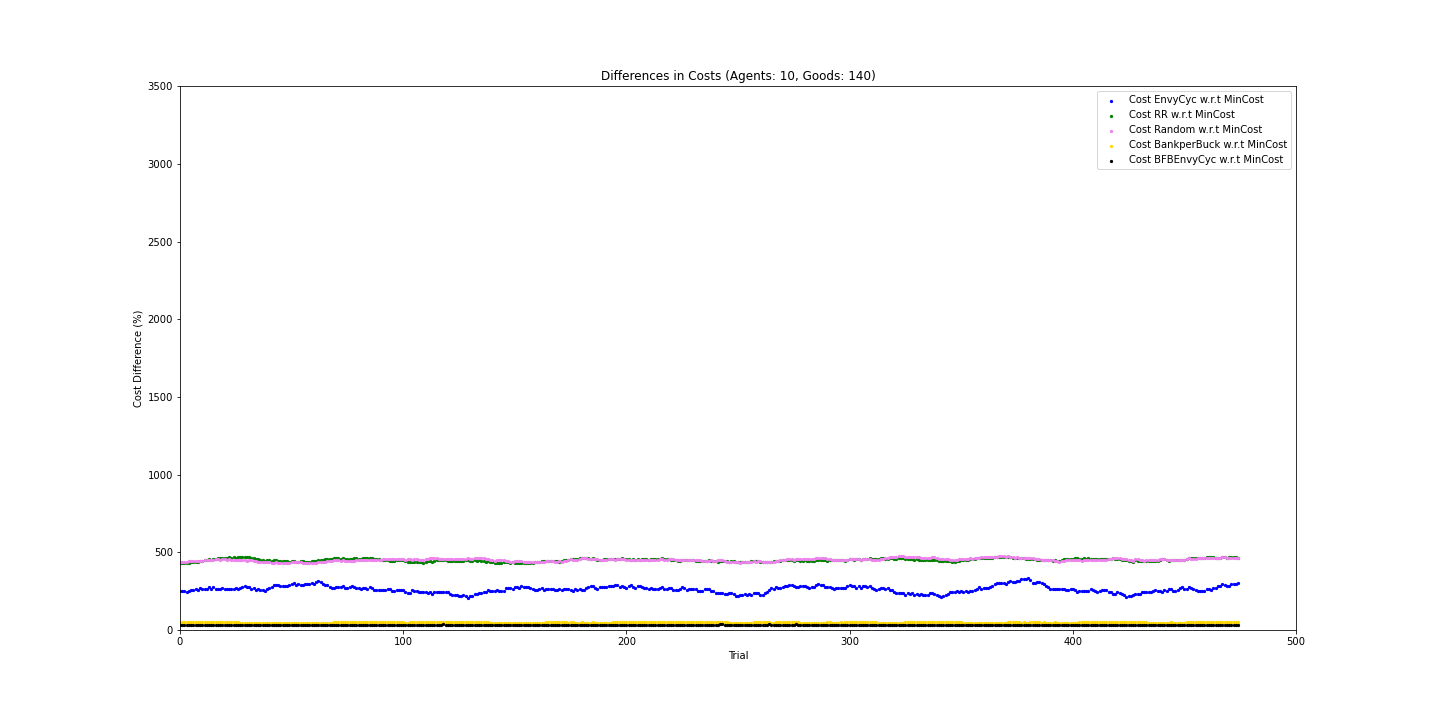 Differences in Costs (Agents: 10, Goods: 140)
3500
3000
2500
2000
1500
1000
500
0
Cost Difference (%)
Cost EnvyCyc w.r.t MinCost
Cost RR w.r.t MinCost
Cost Random w.r.t MinCost
Cost BankperBuck w.r.t MinCost
Cost BFBEnvyCyc w.r.t MinCost
0 100 200 300 400 500
Trial